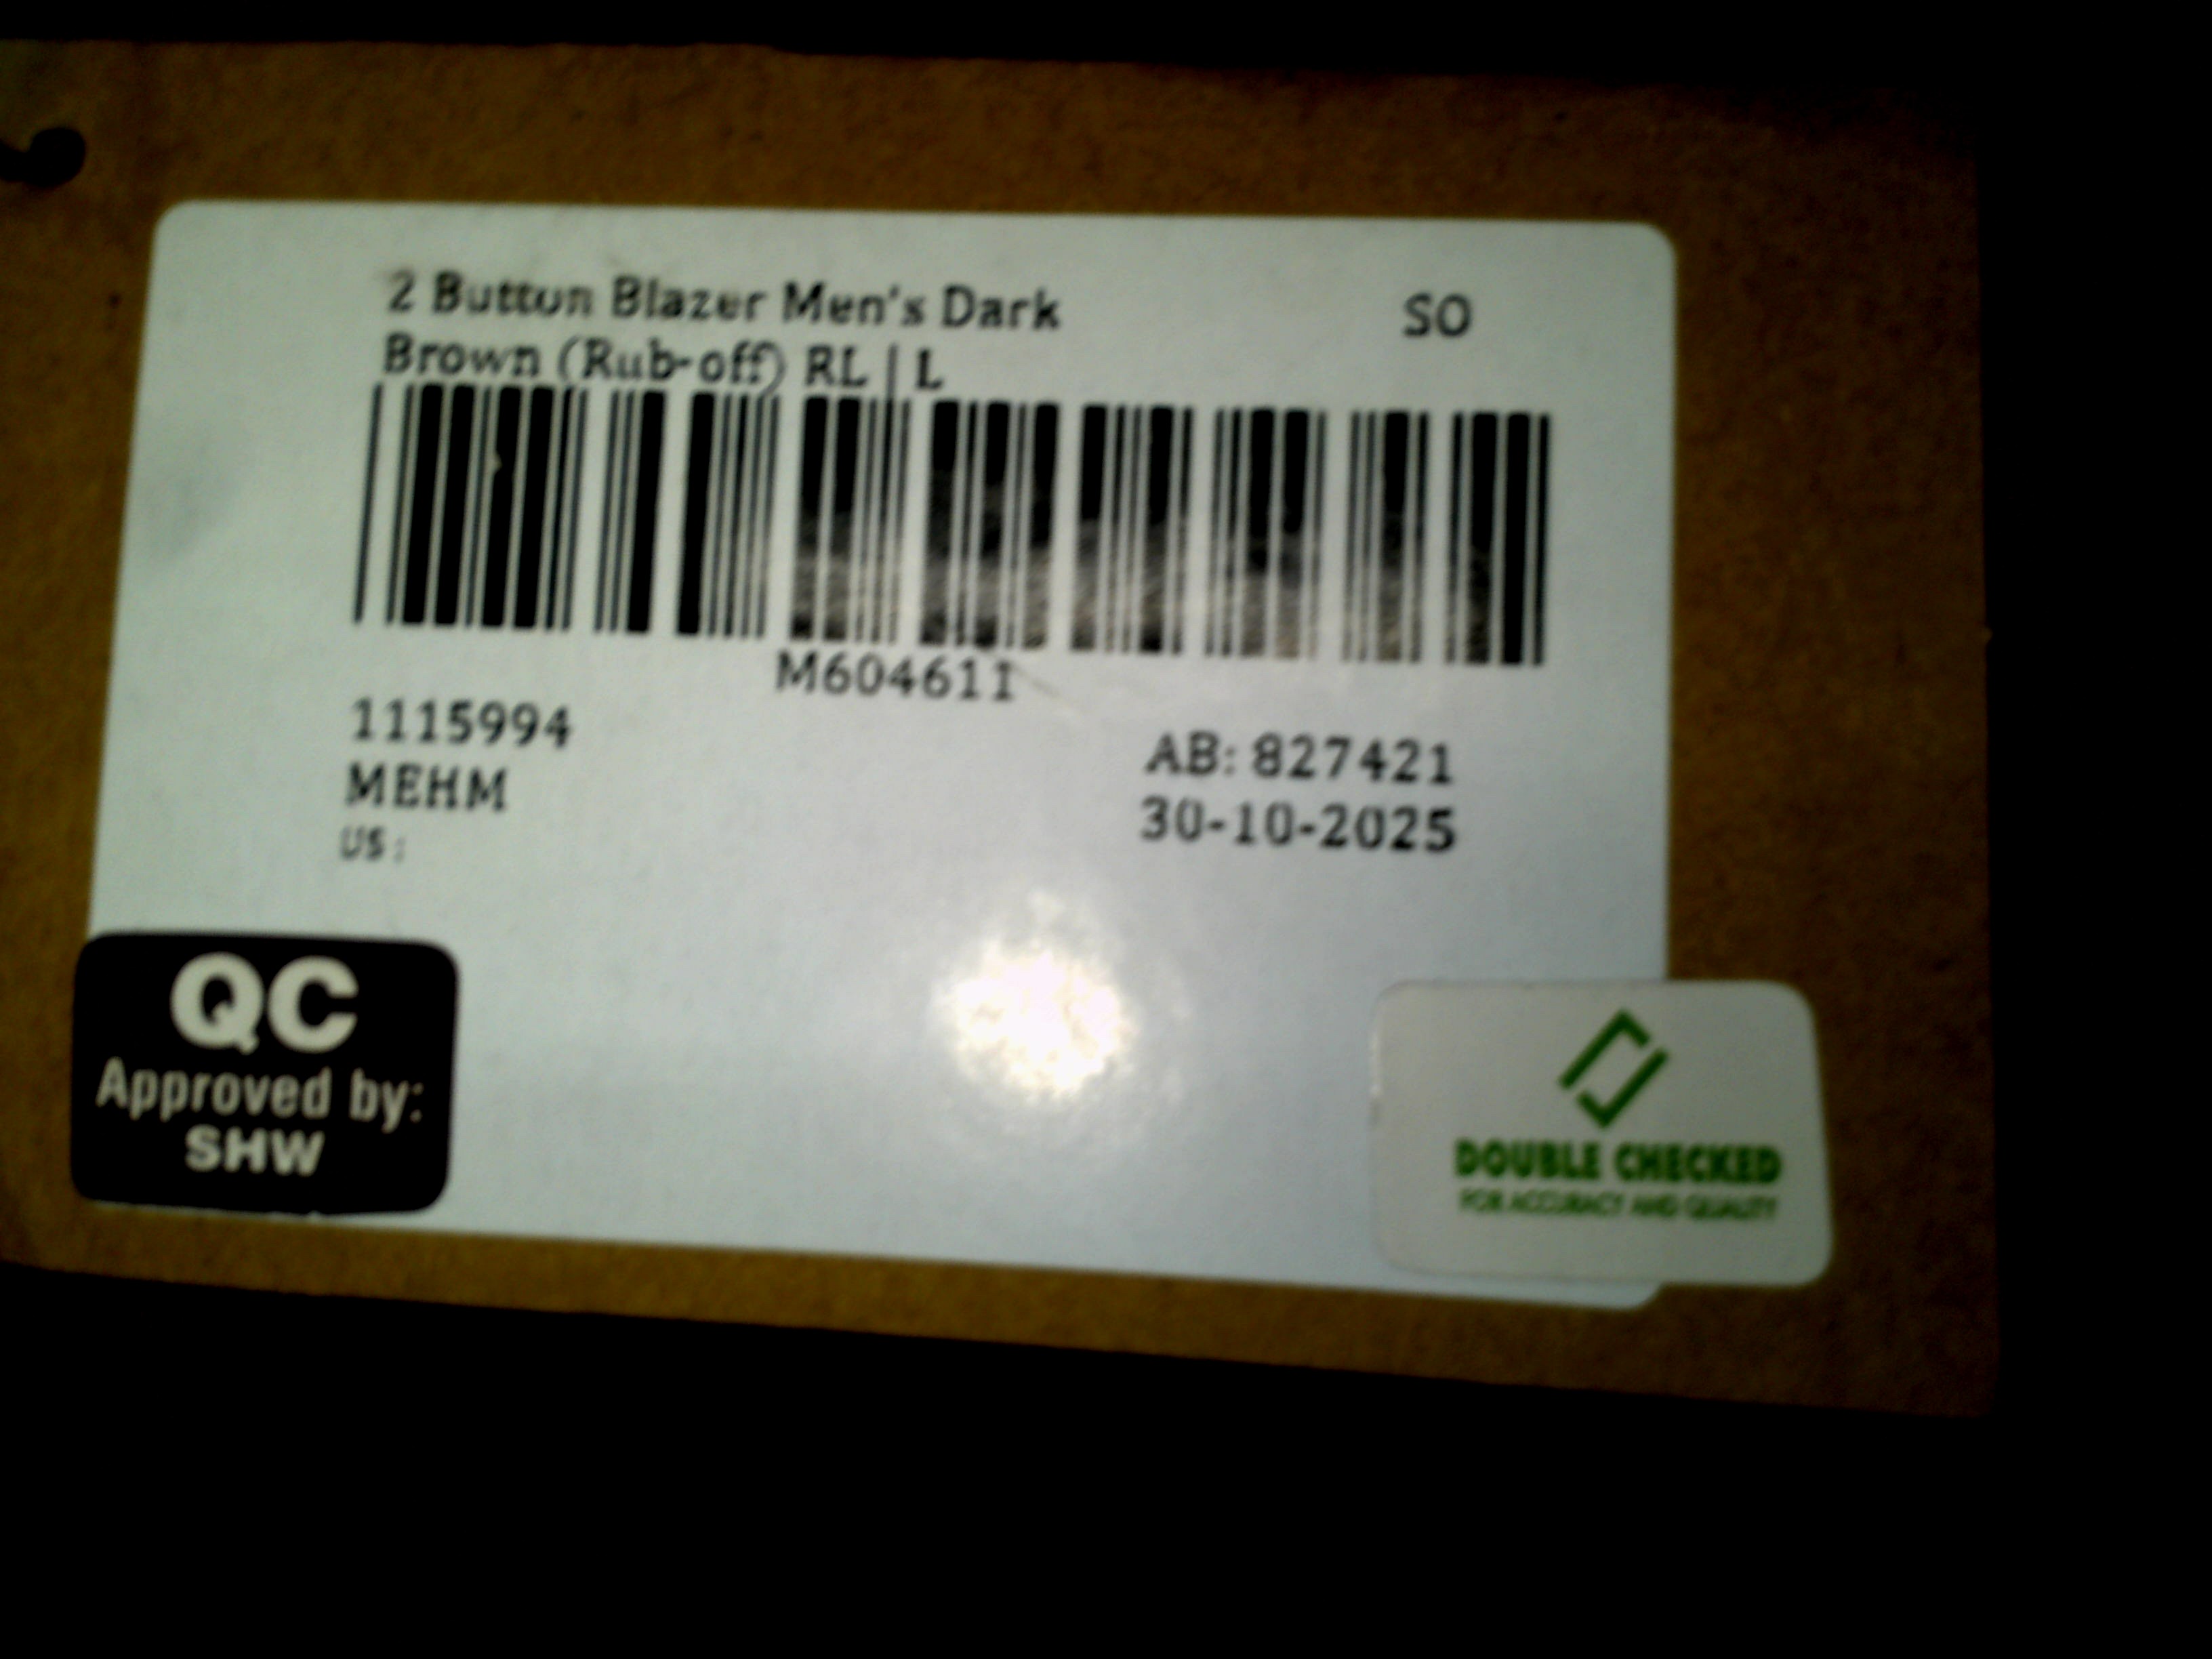 2 Button Blazer Men's Dark
Brown (Rub-off) RL | L
SO
M604611
1115994
MEHM
US :
AB: 827421
30-10-2025
QC
Approved by:
SHW
DOUBLE CHECKED
FOR ACCURACY AND QUALITY